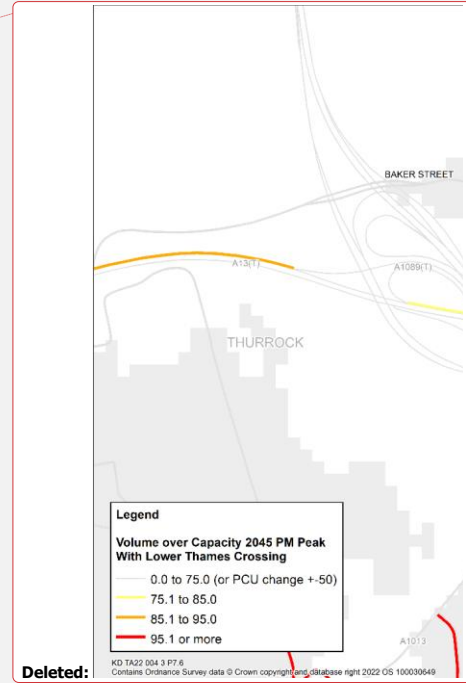 BAKER STREET
A13(T)
A1089(T)
THURROCK
Legend
Volume over Capacity 2045 PM Peak
With Lower Thames Crossing
0.0 to 75.0 (or PCU change +-50)
75.1 to 85.0
85.1 to 95.0
95.1 or more
A1013
KD TA22 004 3 P7.6
Contains Ordnance Survey data © Crown copyright and database right 2022 OS 100030649
Deleted: